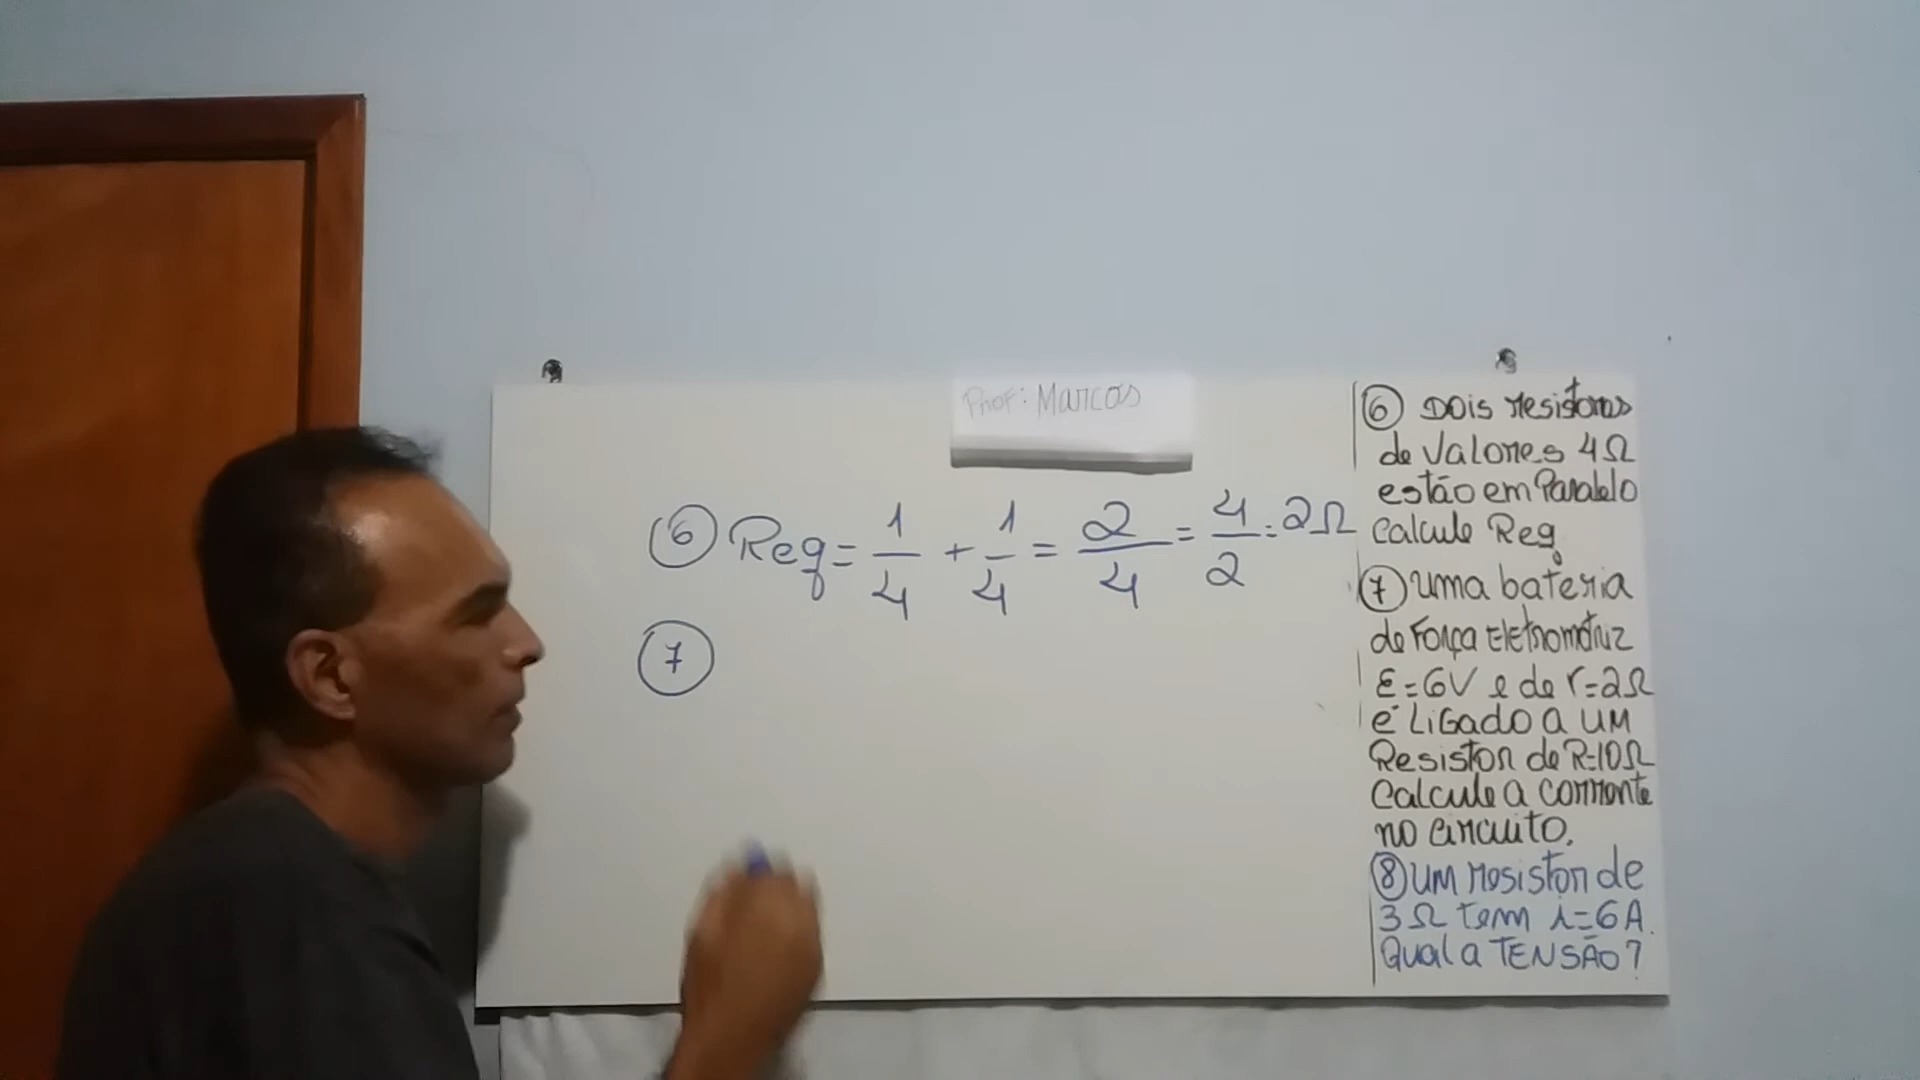 Prof: Marcos
6 Req = 1/4 + 1/4 = 2/4 = 4/2 = 2Ω
7
6 Dois resistores
de Valores 4Ω
estão em Paralelo
Calcule Req
7 Uma bateria
de Força Eletromotriz
ε=6V e de r=2Ω
é Ligado a UM
Resistor de R=10Ω
Calcule a corrente
no circuito.
8 UM resistor de
3Ω tem i=6A.
Qual a TENSÃO?